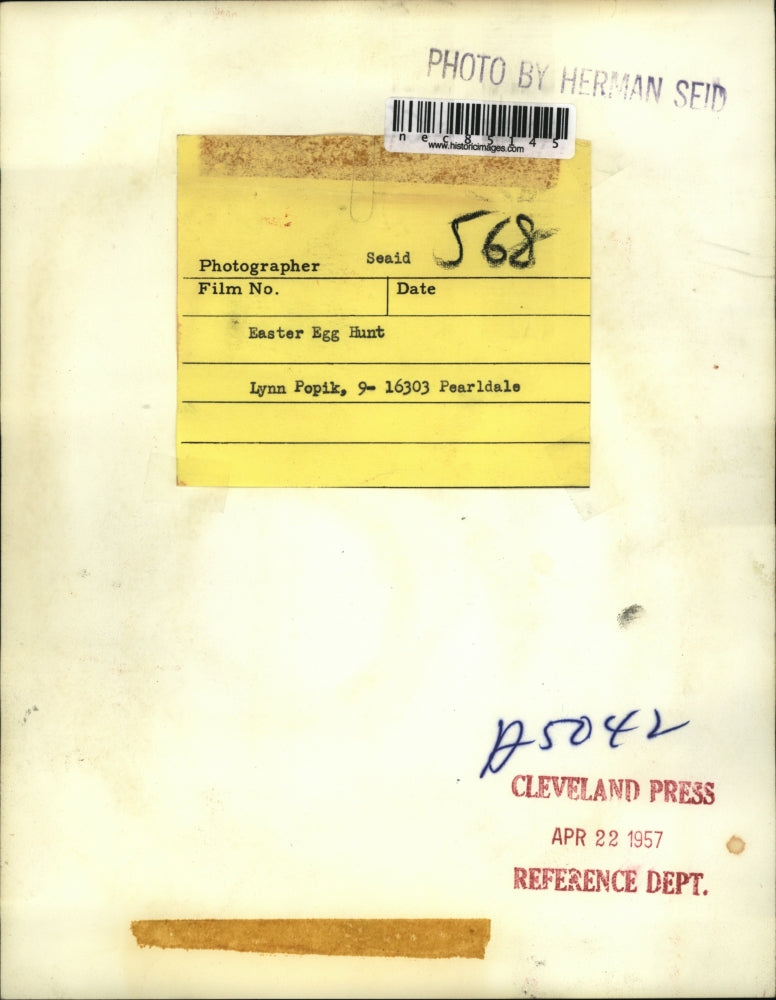 PHOTO BY HERMAN SEID
nec85145
www.historicimages.com
568
Photographer Seaid
Film No. Date
Easter Egg Hunt
Lynn Popik, 9- 16303 Pearldale
A5042
CLEVELAND PRESS
APR 22 1957
REFERENCE DEPT.